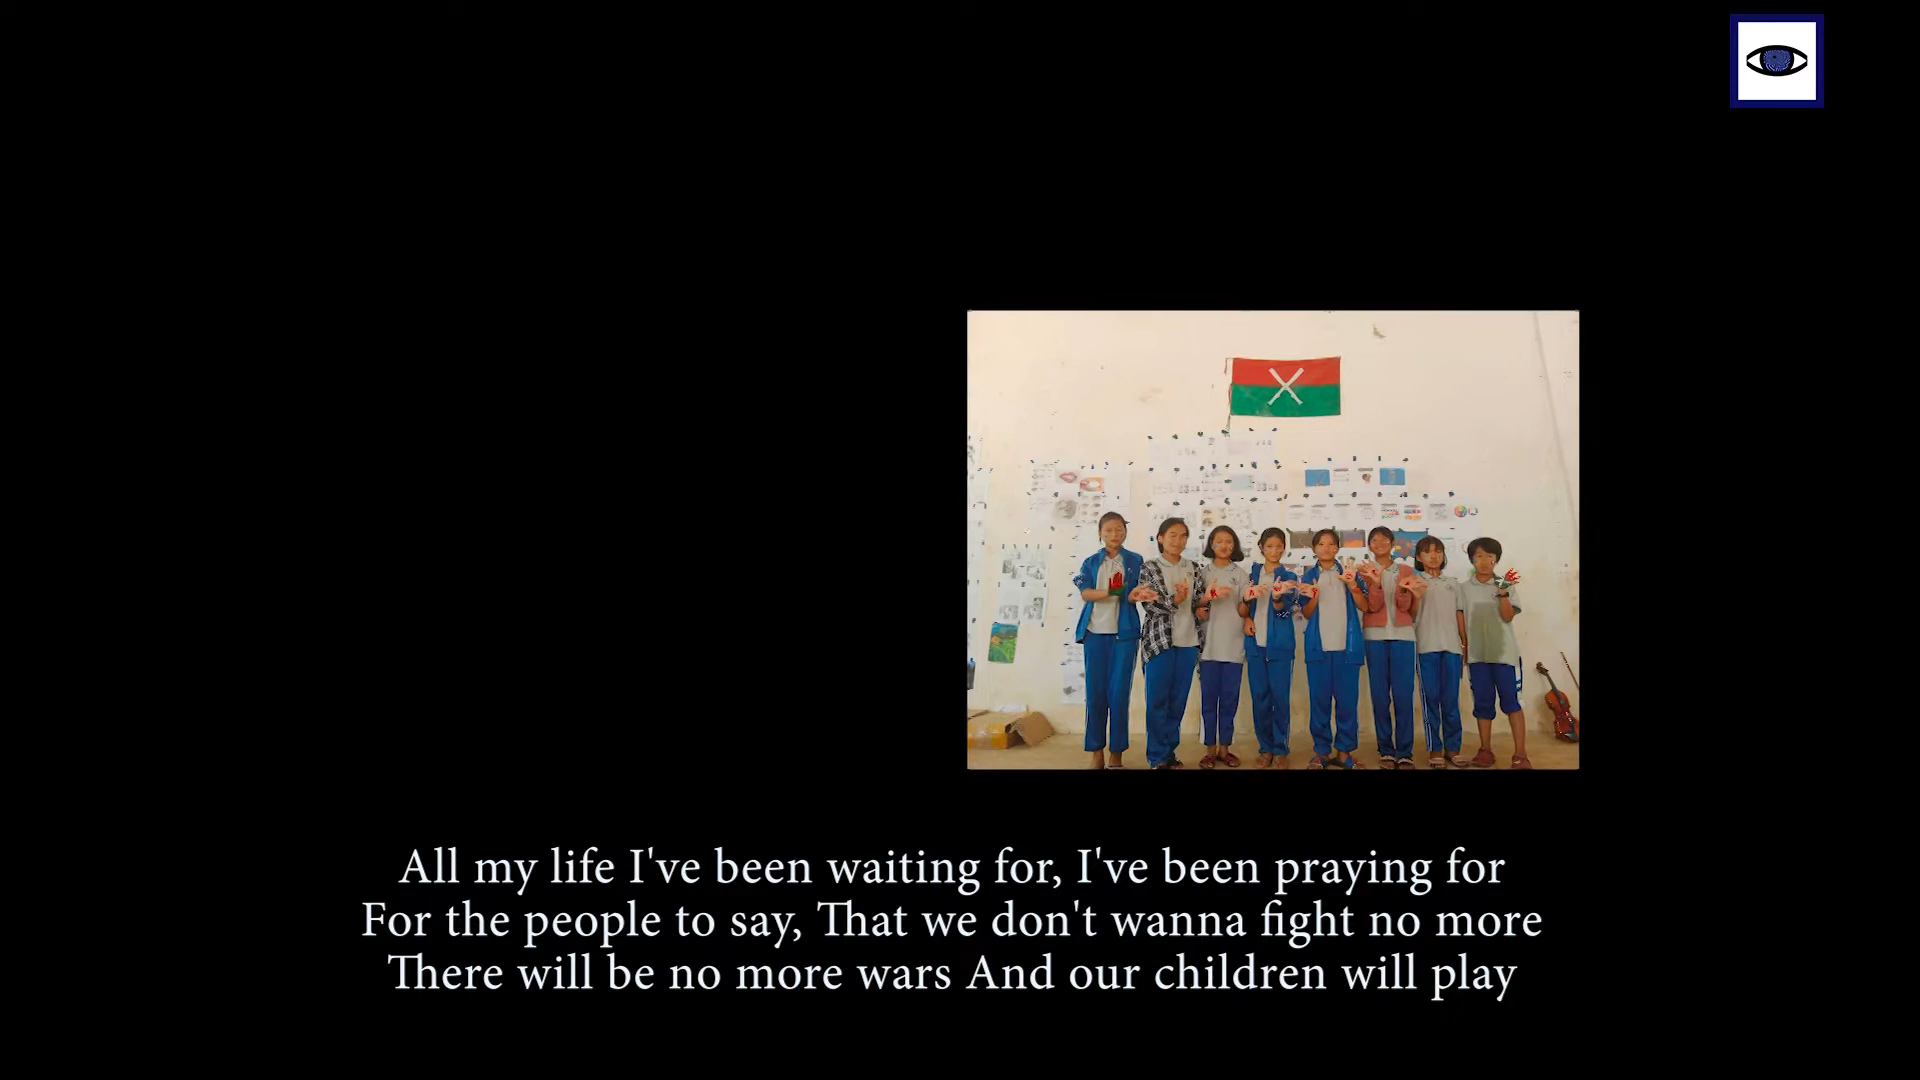 All my life I've been waiting for, I've been praying for
For the people to say, That we don't wanna fight no more
There will be no more wars And our children will play